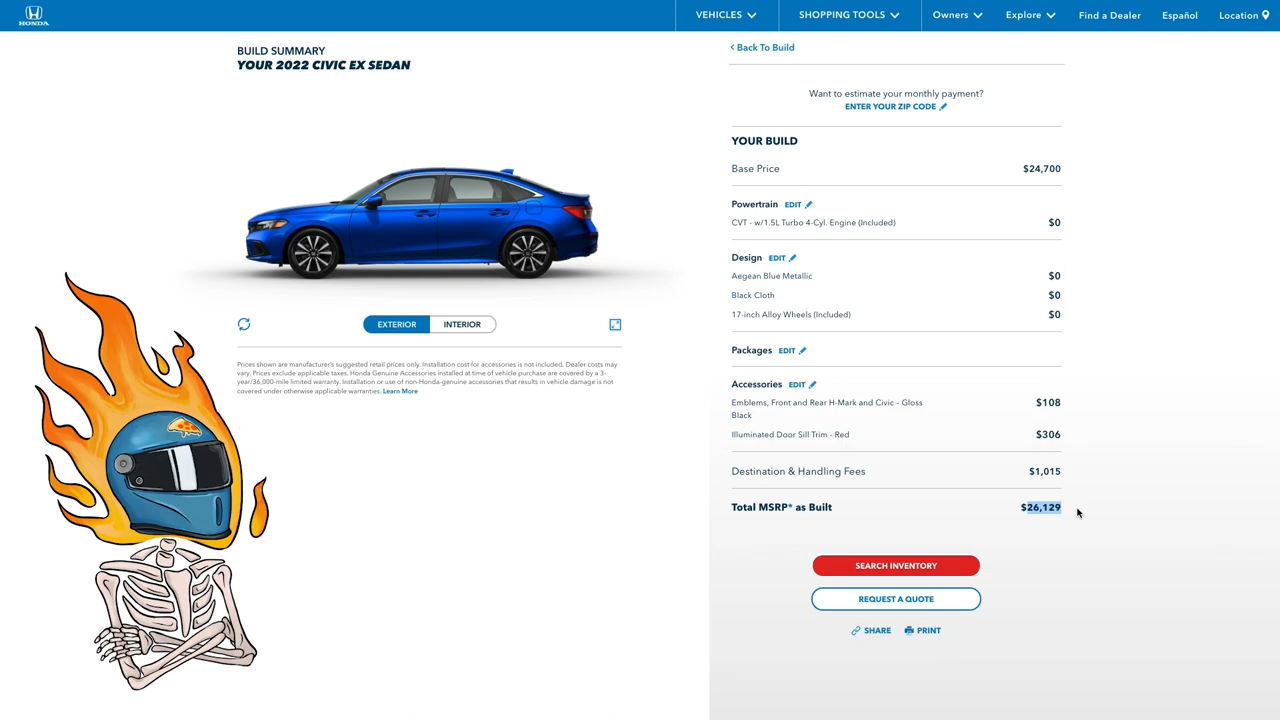 HONDA
VEHICLES
SHOPPING TOOLS
Owners
Explore
Find a Dealer
Español
Location
BUILD SUMMARY
YOUR 2022 CIVIC EX SEDAN
EXTERIOR
INTERIOR
Prices shown are manufacturer's suggested retail prices only. Installation cost for accessories is not included. Dealer costs may
vary. Prices exclude applicable taxes. Honda Genuine Accessories installed at time of vehicle purchase are covered by a 3-
year/36,000-mile limited warranty. Installation or use of non-Honda-genuine accessories that results in vehicle damage is not
covered under otherwise applicable warranties. Learn More
Back To Build
Want to estimate your monthly payment?
ENTER YOUR ZIP CODE
YOUR BUILD
Base Price $24,700
Powertrain EDIT
CVT - w/1.5L Turbo 4-Cyl. Engine (Included) $0
Design EDIT
Aegean Blue Metallic $0
Black Cloth $0
17-inch Alloy Wheels (Included) $0
Packages EDIT
Accessories EDIT
Emblems, Front and Rear H-Mark and Civic – Gloss $108
Black
Illuminated Door Sill Trim - Red $306
Destination & Handling Fees $1,015
Total MSRP* as Built $26,129
SEARCH INVENTORY
REQUEST A QUOTE
SHARE
PRINT